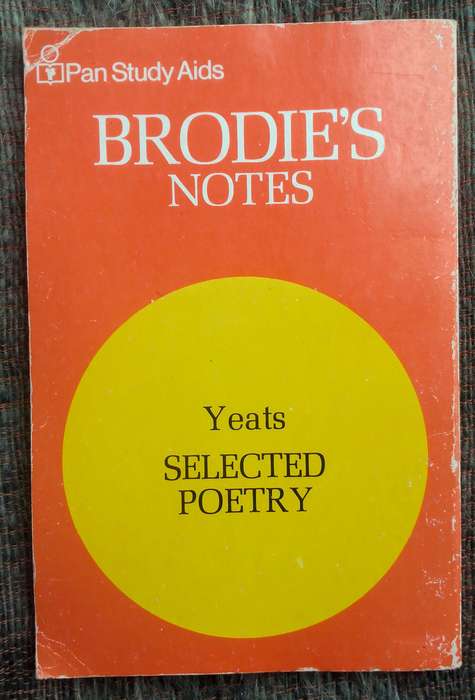 Pan Study Aids
BRODIE'S
NOTES
Yeats
SELECTED
POETRY